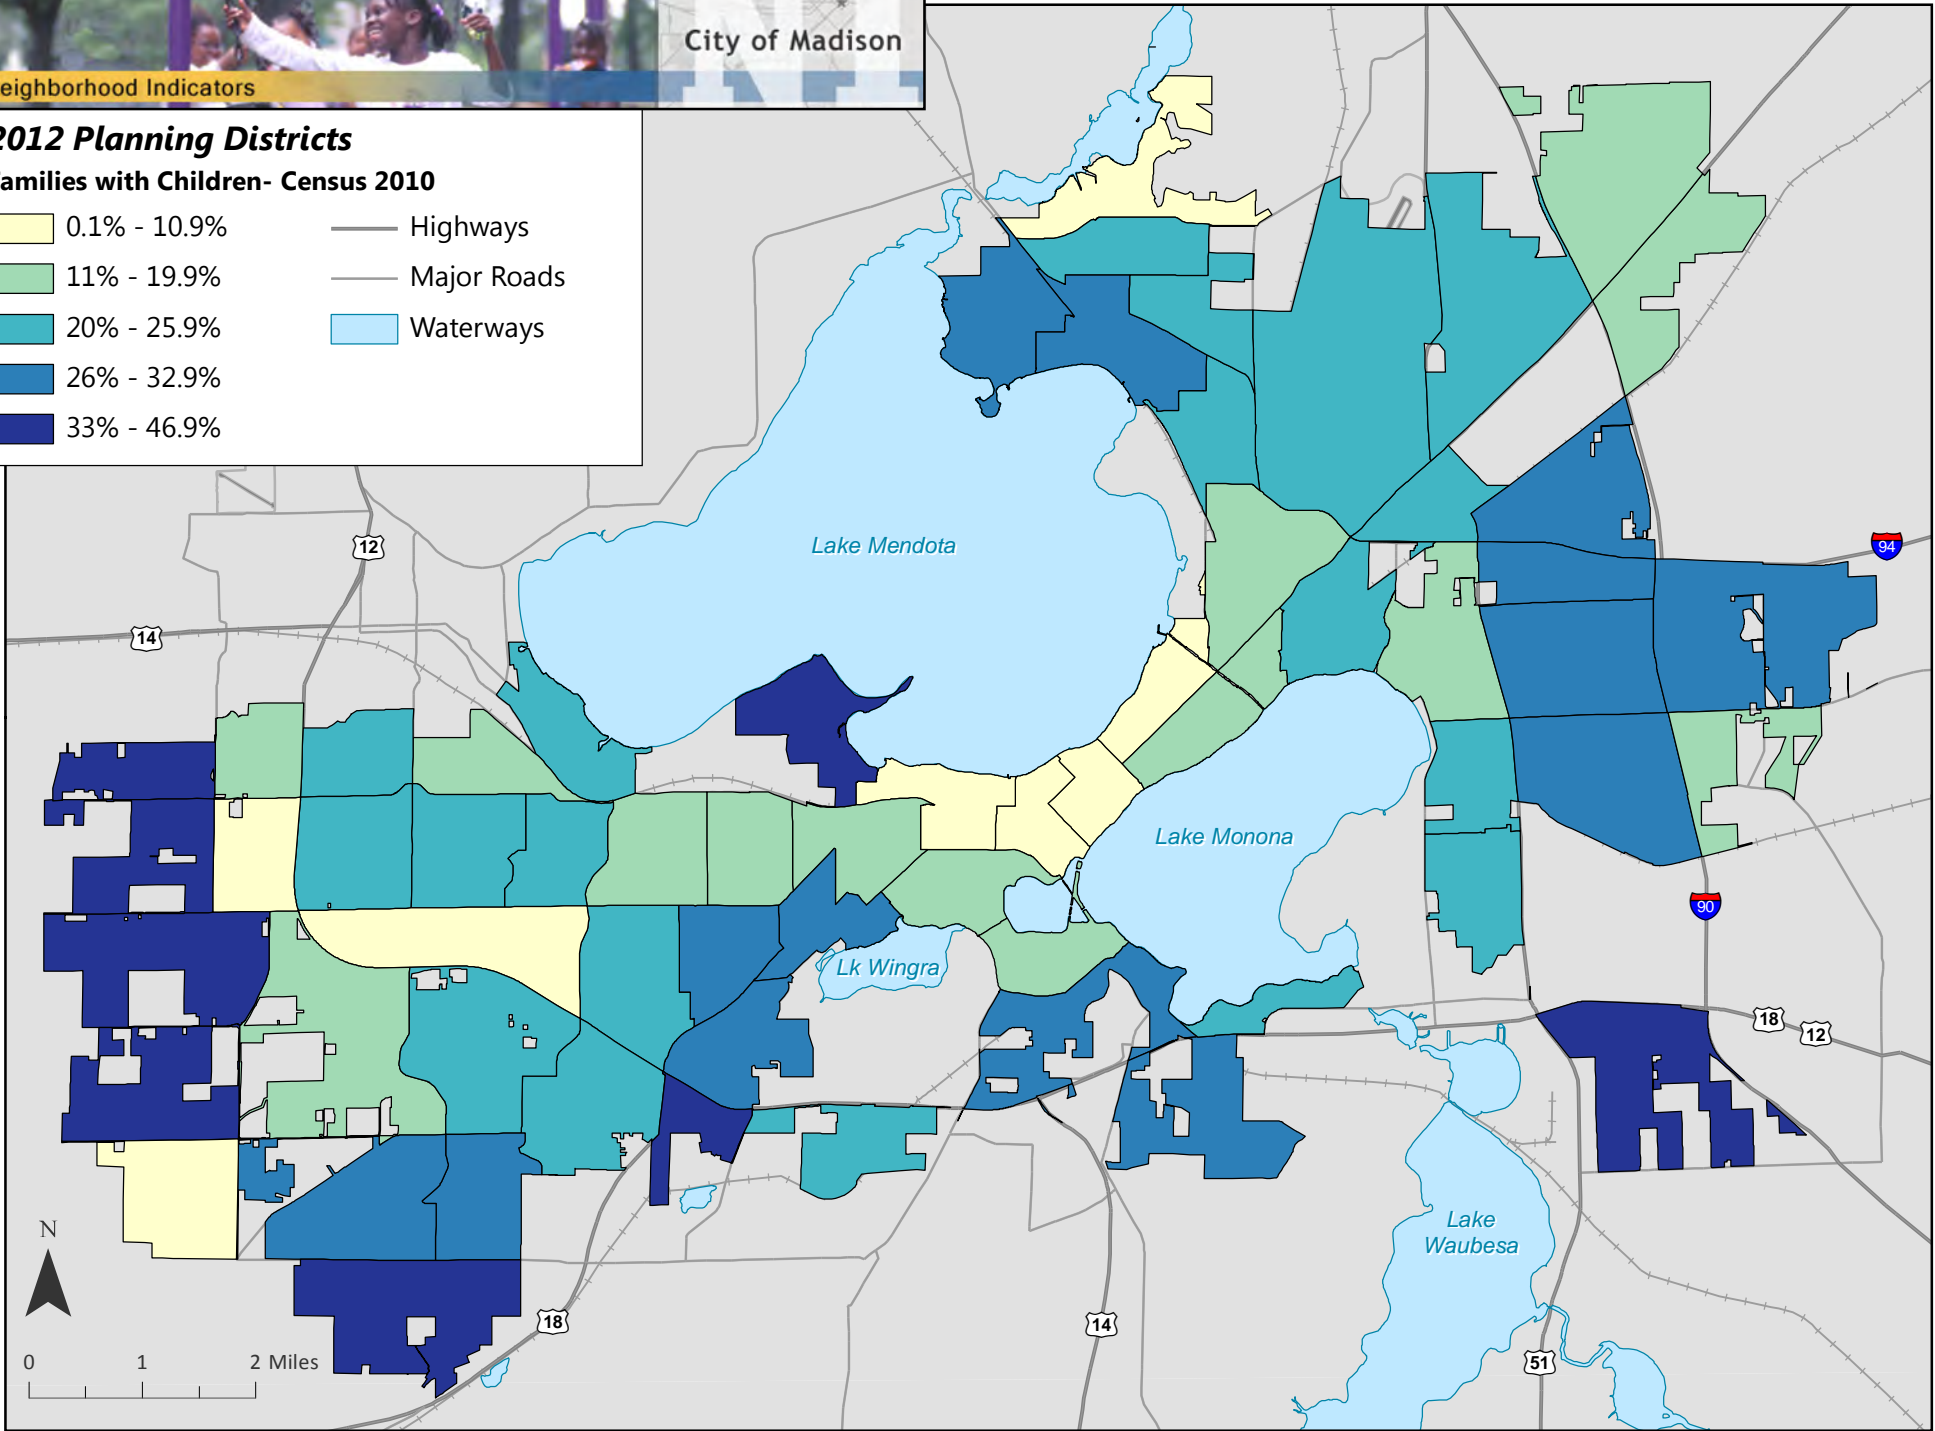 City of Madison
eighborhood Indicators
2012 Planning Districts
amilies with Children- Census 2010
0.1% - 10.9%
Highways
11% - 19.9%
Major Roads
20% - 25.9%
Waterways
26% - 32.9%
33% - 46.9%
12
Lake Mendota
94
14
Lake Monona
90
Lk Wingra
18
12
Lake
Waubesa
N
18
14
51
0 1 2 Miles